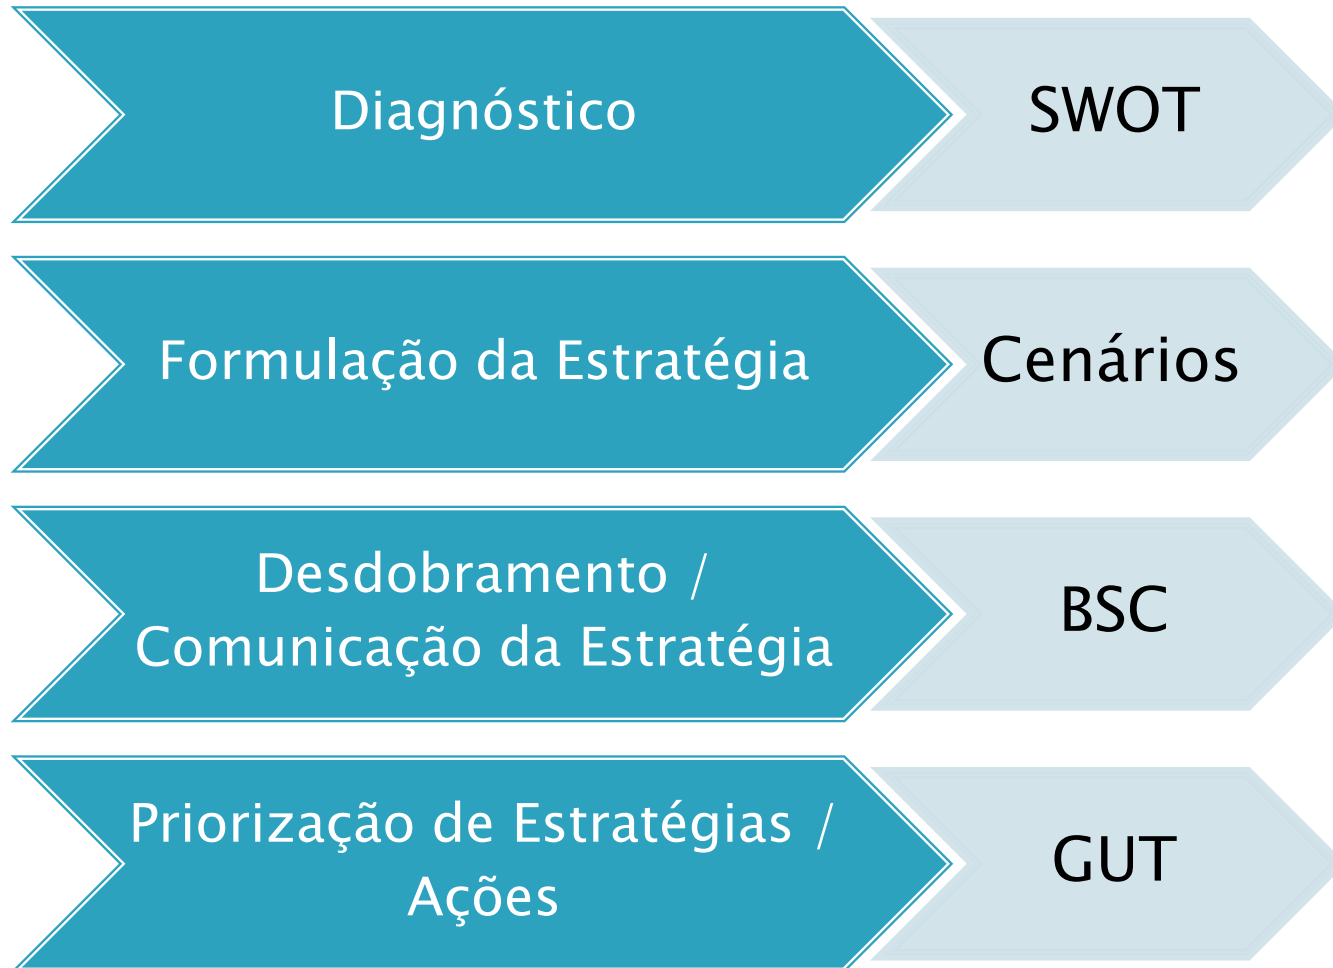 Diagnóstico
SWOT
Formulação da Estratégia
Cenários
Desdobramento /
Comunicação da Estratégia
BSC
Priorização de Estratégias /
Ações
GUT